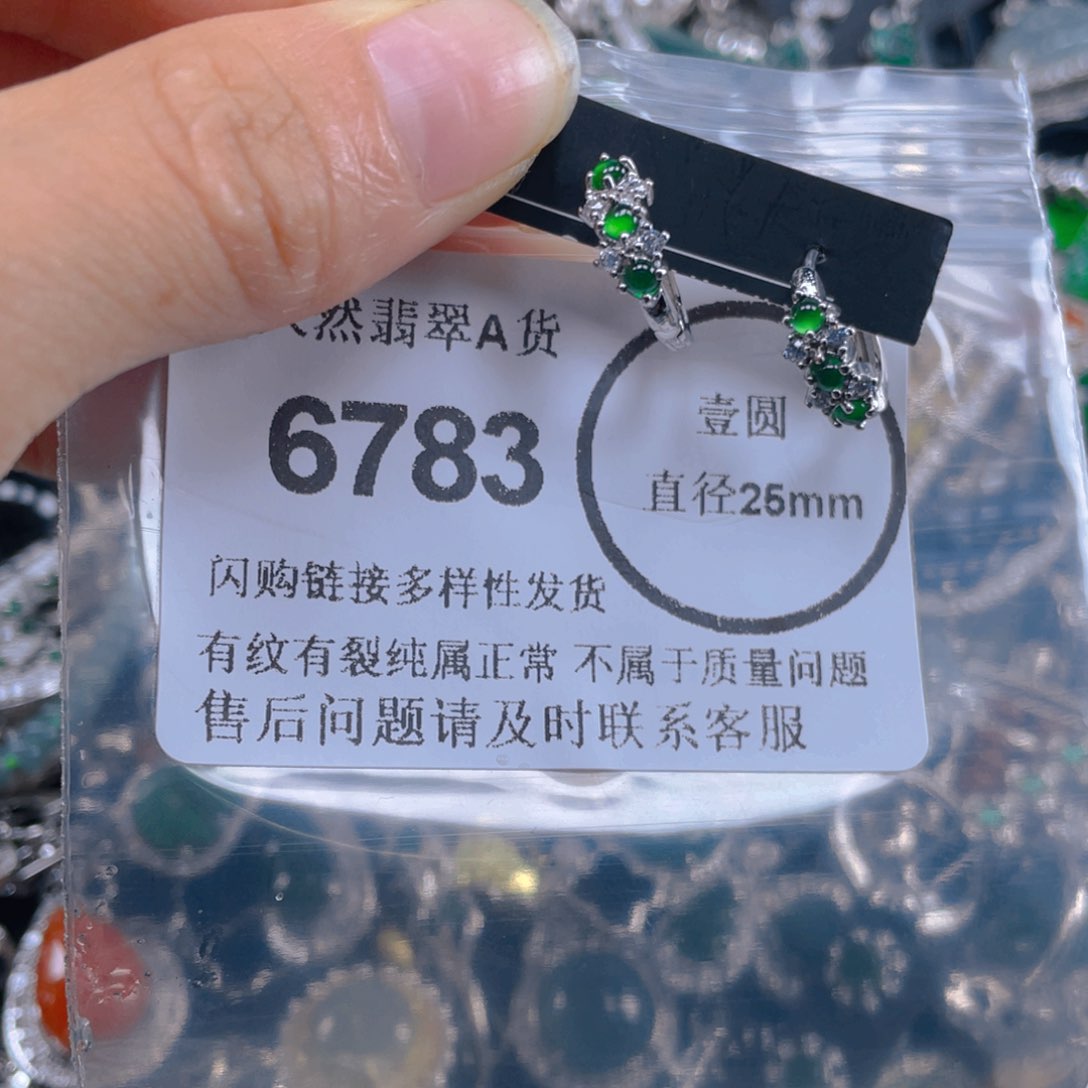 然翡翠A货
6783
壹圆
直径25mm
闪购链接多样性发货
有纹有裂纯属正常 不属于质量问题
售后问题请及时联系客服